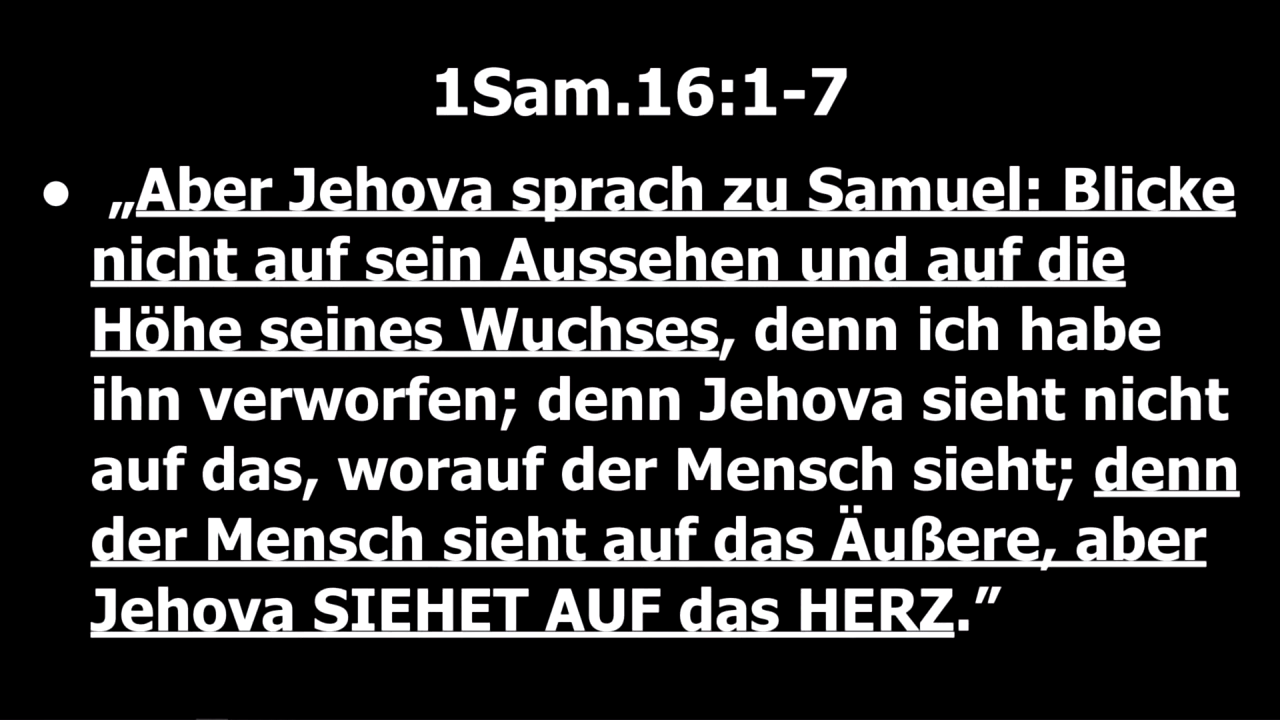 1Sam.16:1-7
● „Aber Jehova sprach zu Samuel: Blicke
nicht auf sein Aussehen und auf die
Höhe seines Wuchses, denn ich habe
ihn verworfen; denn Jehova sieht nicht
auf das, worauf der Mensch sieht; denn
der Mensch sieht auf das Äußere, aber
Jehova SIEHET AUF das HERZ.”